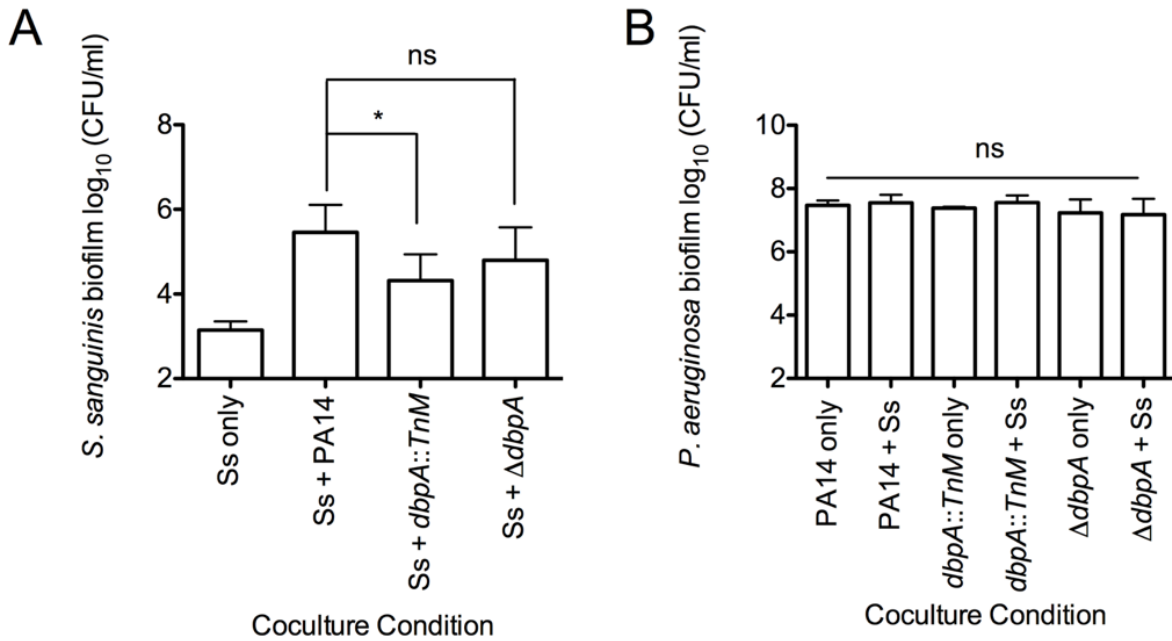 A
S. sanguinis biofilm log10 (CFU/ml)
8
6
4
2
ns
*
Ss only
Ss + PA14
Ss + dbpA::TnM
Ss + ΔdbpA
Coculture Condition
B
P. aeruginosa biofilm log10 (CFU/ml)
10
8
6
4
2
ns
PA14 only
PA14 + Ss
dbpA::TnM only
dbpA::TnM + Ss
ΔdbpA only
ΔdbpA + Ss
Coculture Condition